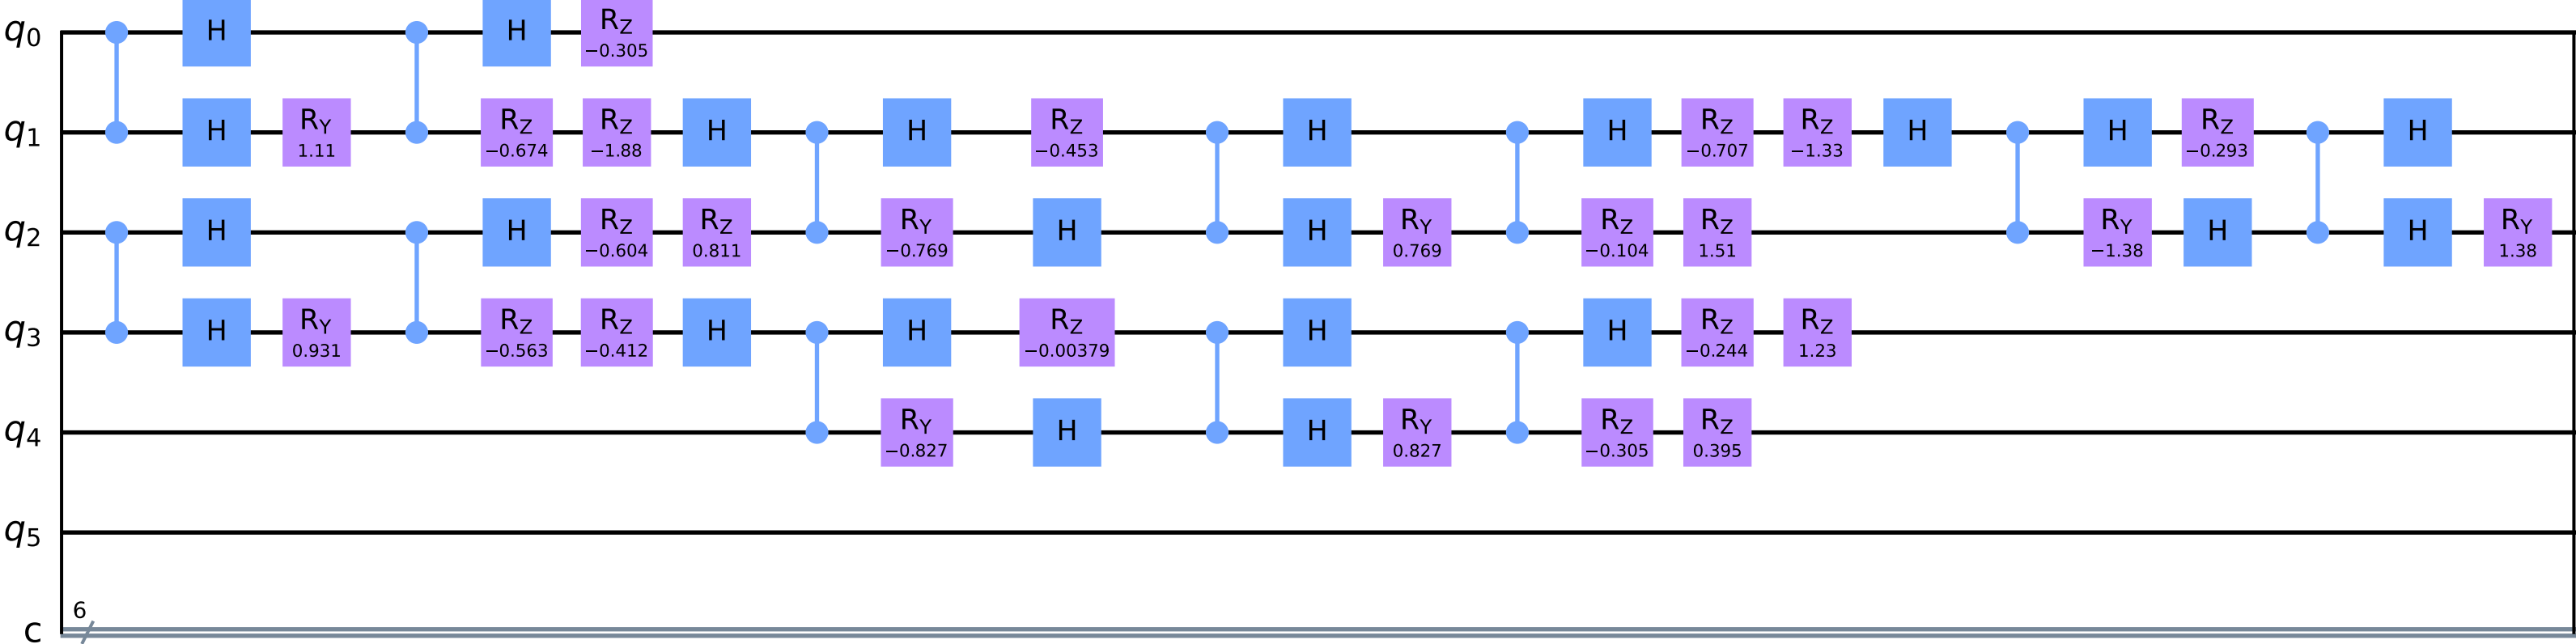 q0 H H RZ −0.305
q1 H RY 1.11 RZ −0.674 RZ −1.88 H H RZ −0.453 H H RZ −0.707 RZ −1.33 H H RZ −0.293 H
q2 H H RZ −0.604 RZ 0.811 RY −0.769 H H RY 0.769 RZ −0.104 RZ 1.51 RY −1.38 H H RY 1.38
q3 H RY 0.931 RZ −0.563 RZ −0.412 H H RZ −0.00379 H H RZ −0.244 RZ 1.23
q4 RY −0.827 H H RY 0.827 RZ −0.305 RZ 0.395
q5
6
c